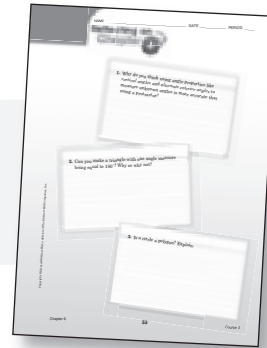 NAME DATE PERIOD
1. Why do you think using angle properties like
vertical angles and alternate exterior angles to
measure unknown angles is more accurate than
using a protractor?
2. Can you make a triangle with one angle measure
being equal to 180°? Why or why not?
3. Is a circle a polygon? Explain.
Chapter 6 53 Course 2